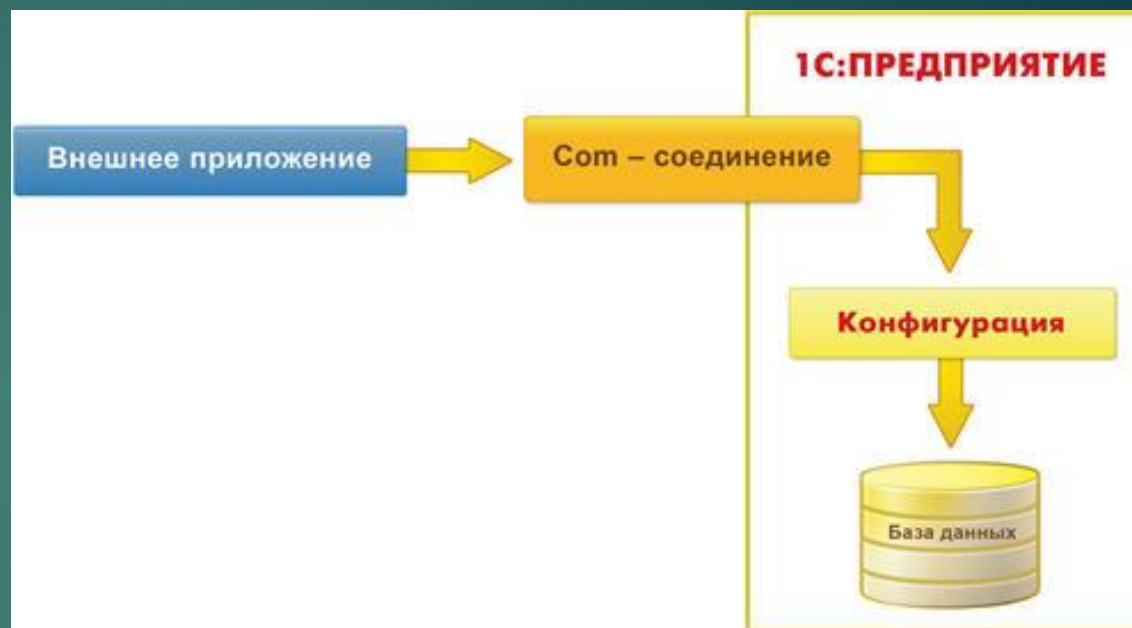 1С:ПРЕДПРИЯТИЕ
Внешнее приложение
Com – соединение
Конфигурация
База данных